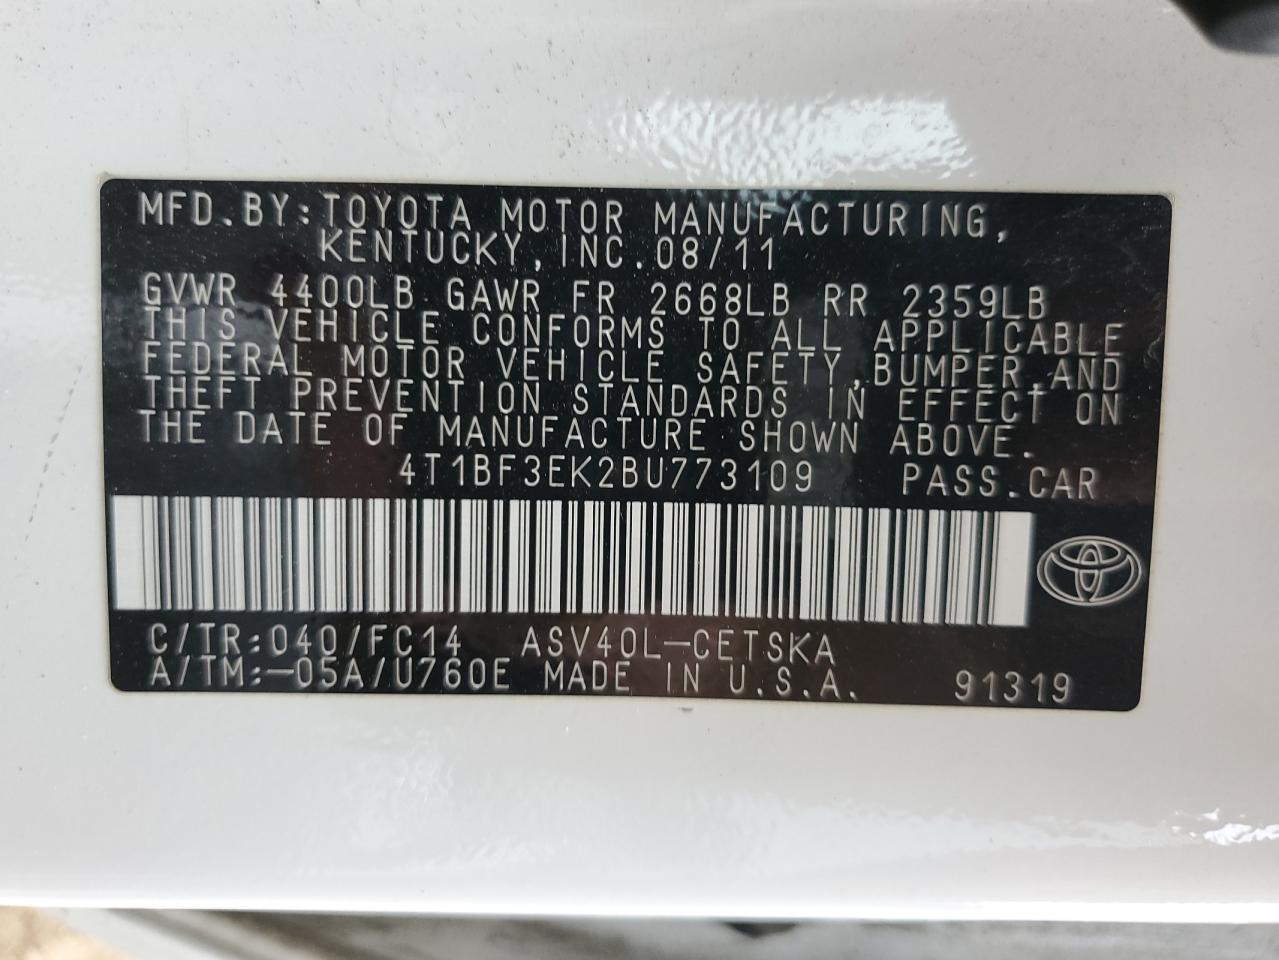 MFD.BY:TOYOTA MOTOR MANUFACTURING,
KENTUCKY,INC.08/11
GVWR 4400LB GAWR FR 2668LB RR 2359LB
THIS VEHICLE CONFORMS TO ALL APPLICABLE
FEDERAL MOTOR VEHICLE SAFETY,BUMPER,AND
THEFT PREVENTION STANDARDS IN EFFECT ON
THE DATE OF MANUFACTURE SHOWN ABOVE.
4T1BF3EK2BU773109 PASS.CAR
C/TR:040/FC14 ASV40L-CETSKA
A/TM:-05A/U760E MADE IN U.S.A. 91319